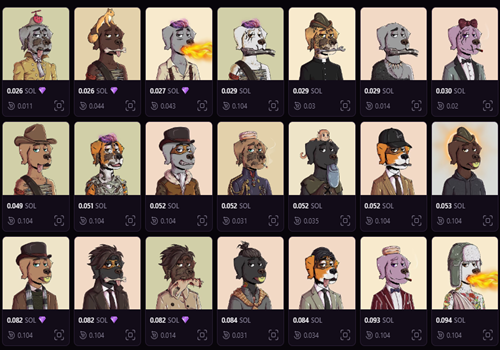 0.026 SOL
0.026 SOL
0.027 SOL
0.029 SOL
0.029 SOL
0.029 SOL
0.030 SOL
0.011
0.044
0.043
0.104
0.03
0.014
0.02
0.049 SOL
0.051 SOL
0.052 SOL
0.052 SOL
0.052 SOL
0.052 SOL
0.053 SOL
0.104
0.104
0.104
0.031
0.035
0.104
0.104
0.082 SOL
0.082 SOL
0.082 SOL
0.084 SOL
0.084 SOL
0.093 SOL
0.094 SOL
0.104
0.104
0.014
0.031
0.034
0.104
0.104